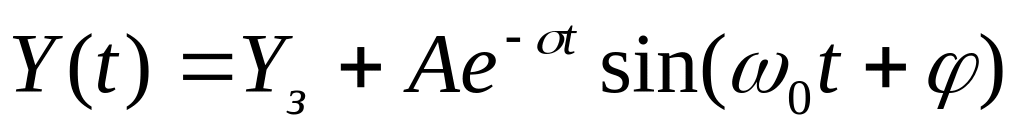 Y(t) = Yз + Ae^{-σt} sin(ω₀t + φ)